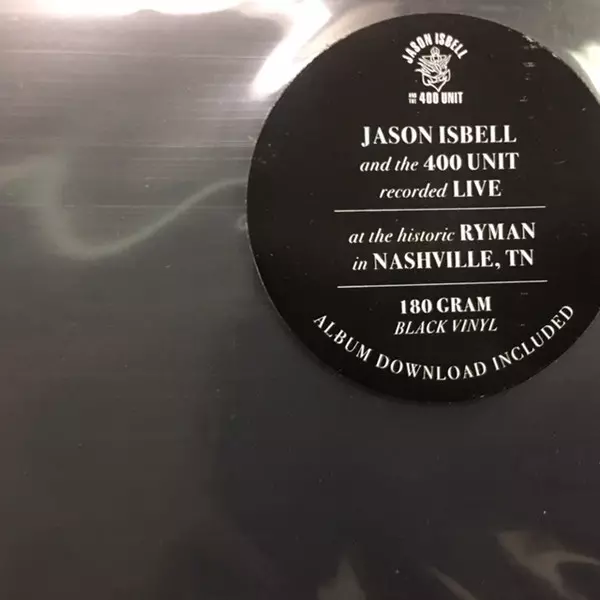 JASON ISBELL
AND THE 400 UNIT
JASON ISBELL
and the 400 UNIT
recorded LIVE
at the historic RYMAN
in NASHVILLE, TN
180 GRAM
BLACK VINYL
ALBUM DOWNLOAD INCLUDED